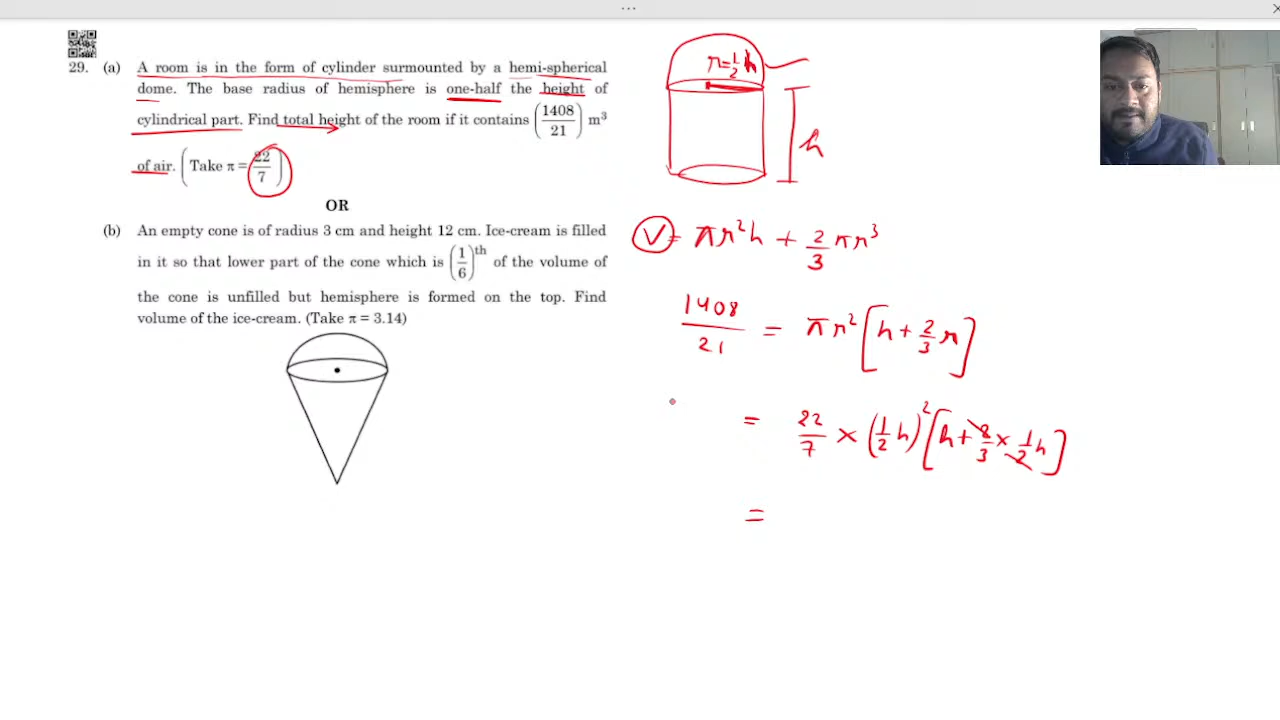 29. (a) A room is in the form of cylinder surmounted by a hemi-spherical
dome. The base radius of hemisphere is one-half the height of
cylindrical part. Find total height of the room if it contains (1408/21) m³
of air. (Take π = 22/7)
OR
(b) An empty cone is of radius 3 cm and height 12 cm. Ice-cream is filled
in it so that lower part of the cone which is (1/6)th of the volume of
the cone is unfilled but hemisphere is formed on the top. Find
volume of the ice-cream. (Take π = 3.14)
r=1/2 h
h
V = πr²h + 2/3 πr³
1408/21 = πr² [h + 2/3 r]
= 22/7 × (1/2 h)² [h + 2/3 × 1/2 h]
=